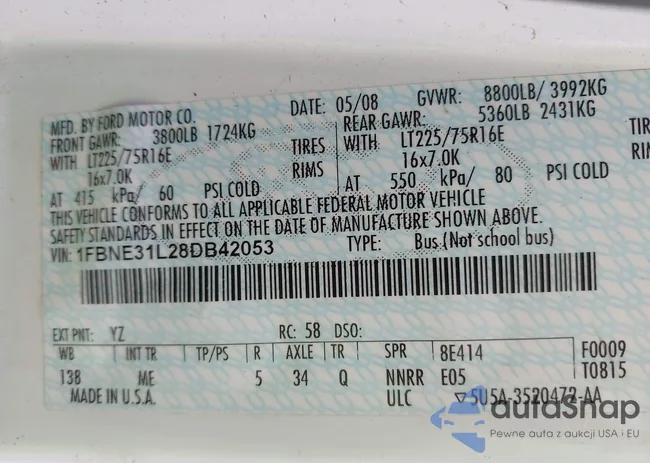 MFD. BY FORD MOTOR CO. DATE: 05/08 GVWR: 8800LB/ 3992KG
FRONT GAWR: 3800LB 1724KG REAR GAWR: 5360LB 2431KG
WITH LT225/75R16E TIRES WITH LT225/75R16E TIRES
16x7.0K RIMS 16x7.0K RIMS
AT 415 kPa/ 60 PSI COLD AT 550 kPa/ 80 PSI COLD
THIS VEHICLE CONFORMS TO ALL APPLICABLE FEDERAL MOTOR VEHICLE
SAFETY STANDARDS IN EFFECT ON THE DATE OF MANUFACTURE SHOWN ABOVE.
VIN: 1FBNE31L28DB42053 TYPE: Bus (Not school bus)
EXT PNT: YZ RC: 58 DSO:
WB INT TR TP/PS R AXLE TR SPR 8E414 F0009
138 ME 5 34 Q NNRR E05 T0815
MADE IN U.S.A. ULC ▽5U5A-3520472-AA
autoSnap
Pewne auta z aukcji USA i EU